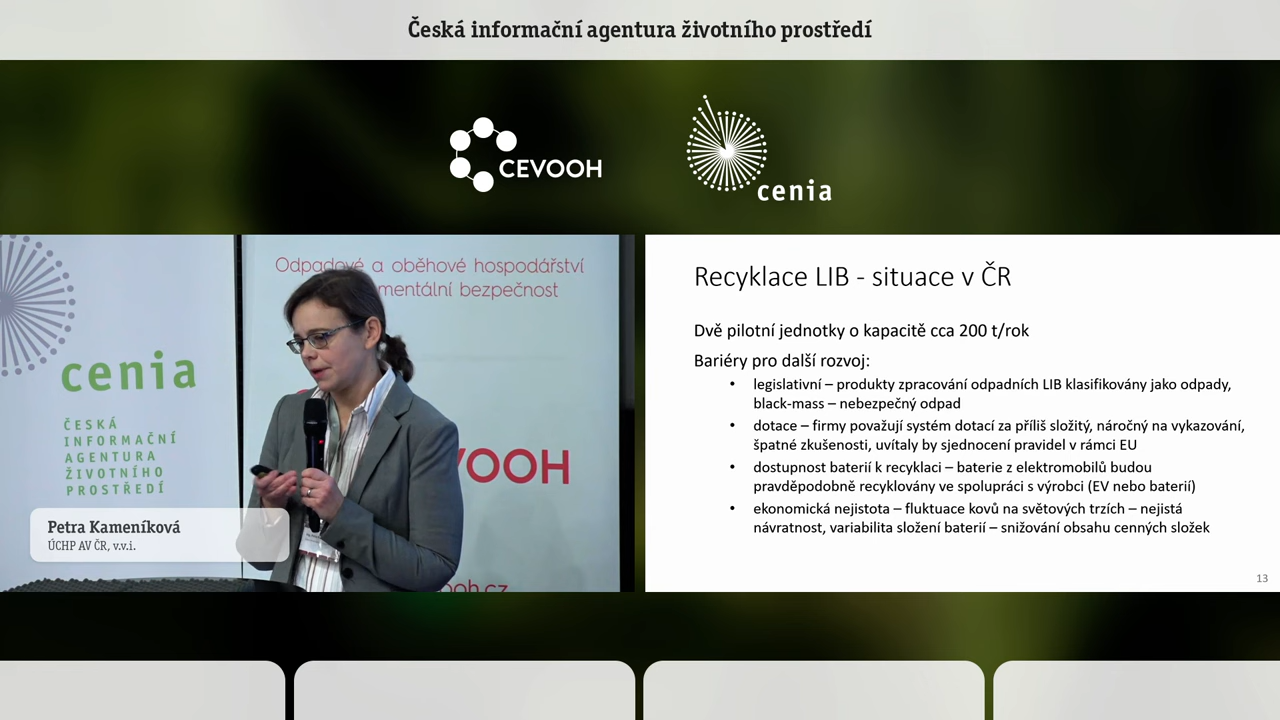 Česká informační agentura životního prostředí
CEVOOH
cenia
Odpadové a oběhové hospodářství
mentální bezpečnost
cenia
ČESKÁ
INFORMAČNÍ
AGENTURA
ŽIVOTNÍHO
PROSTŘEDÍ
VOOH
ooh.cz
Petra Kameníková
ÚCHP AV ČR, v.v.i.
Recyklace LIB - situace v ČR
Dvě pilotní jednotky o kapacitě cca 200 t/rok
Bariéry pro další rozvoj:
• legislativní – produkty zpracování odpadních LIB klasifikovány jako odpady,
black-mass – nebezpečný odpad
• dotace – firmy považují systém dotací za příliš složitý, náročný na vykazování,
špatné zkušenosti, uvítaly by sjednocení pravidel v rámci EU
• dostupnost baterií k recyklaci – baterie z elektromobilů budou
pravděpodobně recyklovány ve spolupráci s výrobci (EV nebo baterií)
• ekonomická nejistota – fluktuace kovů na světových trzích – nejistá
návratnost, variabilita složení baterií – snižování obsahu cenných složek
13